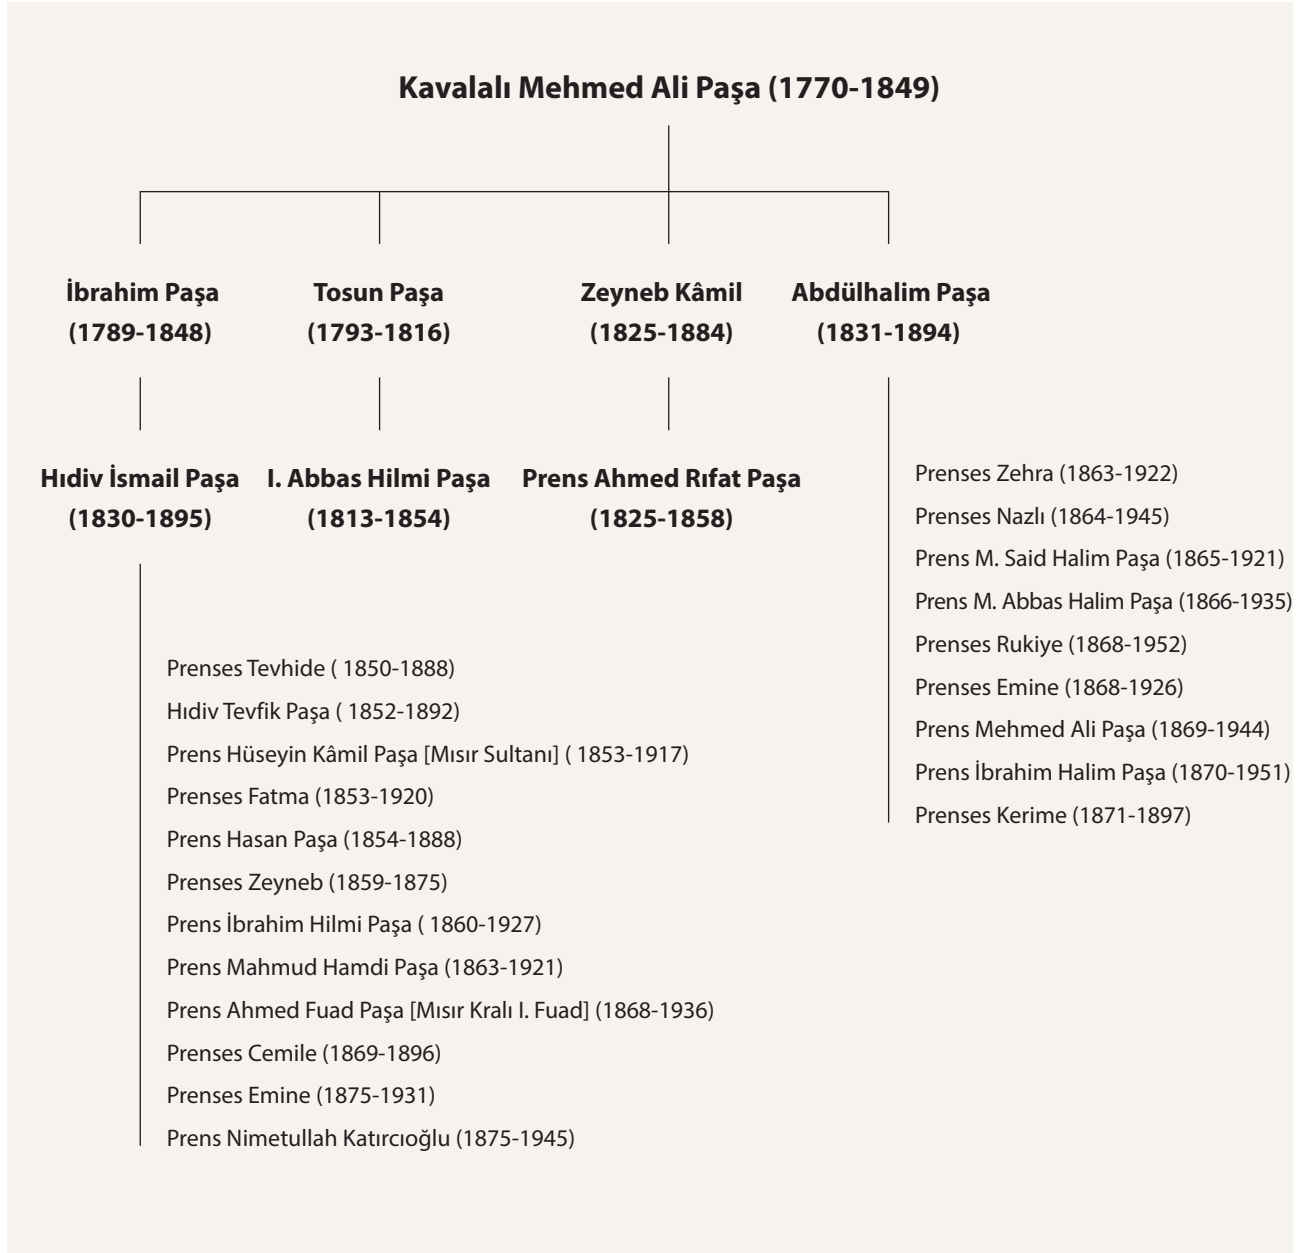 Kavalalı Mehmed Ali Paşa (1770-1849)
İbrahim Paşa
(1789-1848)
Tosun Paşa
(1793-1816)
Zeyneb Kâmil
(1825-1884)
Abdülhalim Paşa
(1831-1894)
Hıdiv İsmail Paşa
(1830-1895)
I. Abbas Hilmi Paşa
(1813-1854)
Prens Ahmed Rıfat Paşa
(1825-1858)
Prenses Zehra (1863-1922)
Prenses Nazlı (1864-1945)
Prens M. Said Halim Paşa (1865-1921)
Prens M. Abbas Halim Paşa (1866-1935)
Prenses Rukiye (1868-1952)
Prenses Emine (1868-1926)
Prens Mehmed Ali Paşa (1869-1944)
Prens İbrahim Halim Paşa (1870-1951)
Prenses Kerime (1871-1897)
Prenses Tevhide ( 1850-1888)
Hıdiv Tevfik Paşa ( 1852-1892)
Prens Hüseyin Kâmil Paşa [Mısır Sultanı] ( 1853-1917)
Prenses Fatma (1853-1920)
Prens Hasan Paşa (1854-1888)
Prenses Zeyneb (1859-1875)
Prens İbrahim Hilmi Paşa ( 1860-1927)
Prens Mahmud Hamdi Paşa (1863-1921)
Prens Ahmed Fuad Paşa [Mısır Kralı I. Fuad] (1868-1936)
Prenses Cemile (1869-1896)
Prenses Emine (1875-1931)
Prens Nimetullah Katırcıoğlu (1875-1945)